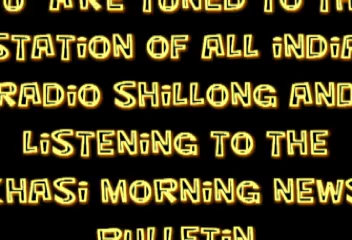 ARE TUNED TO
STATION OF ALL INDIA
RADIO SHILLONG AND
LISTENING TO THE
KHASI MORNING NEWS
BULLETIN